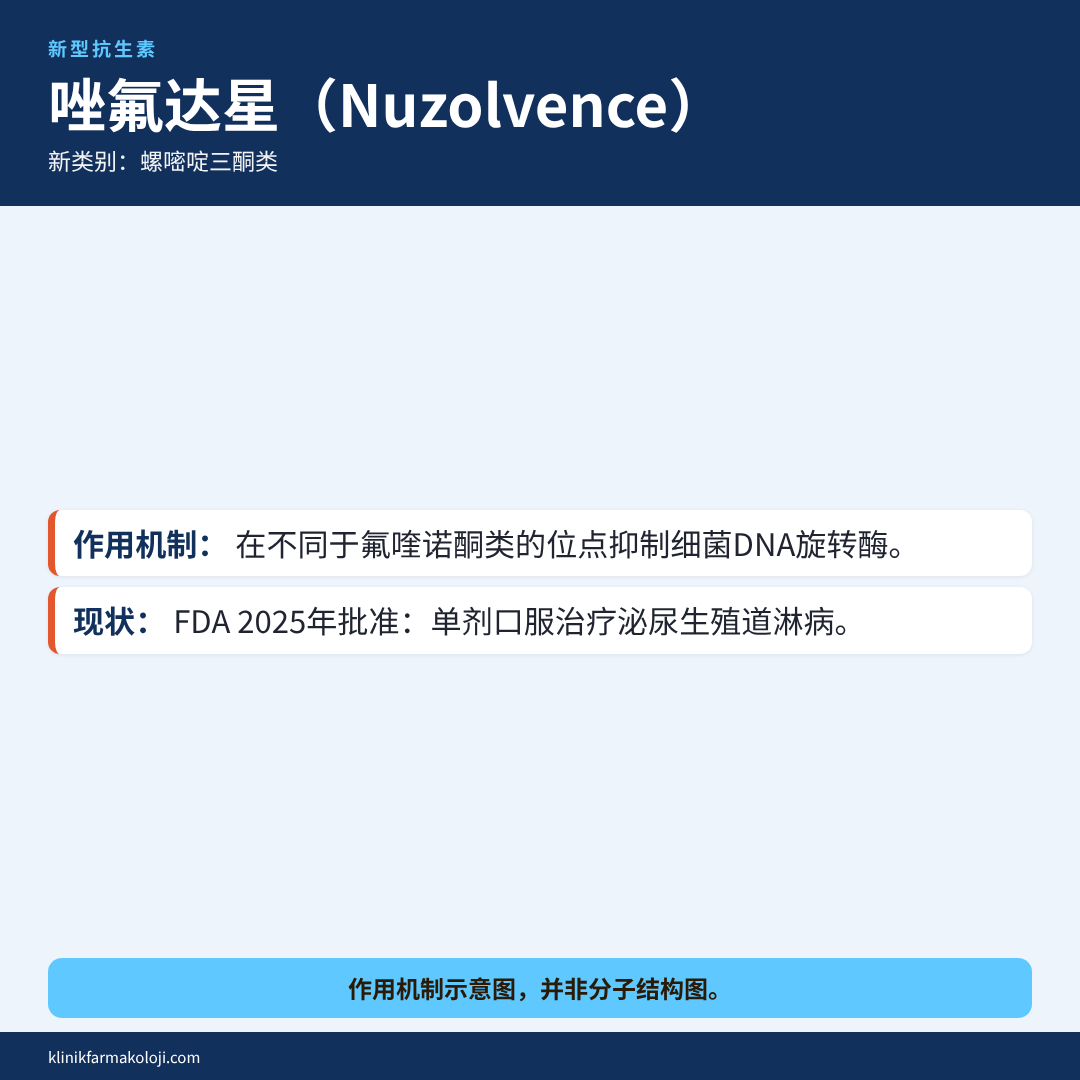 新型抗生素
唑氟达星（Nuzolvence）
新类别：螺嘧啶三酮类
作用机制： 在不同于氟喹诺酮类的位点抑制细菌DNA旋转酶。
现状： FDA 2025年批准：单剂口服治疗泌尿生殖道淋病。
作用机制示意图，并非分子结构图。
klinikfarmakoloji.com